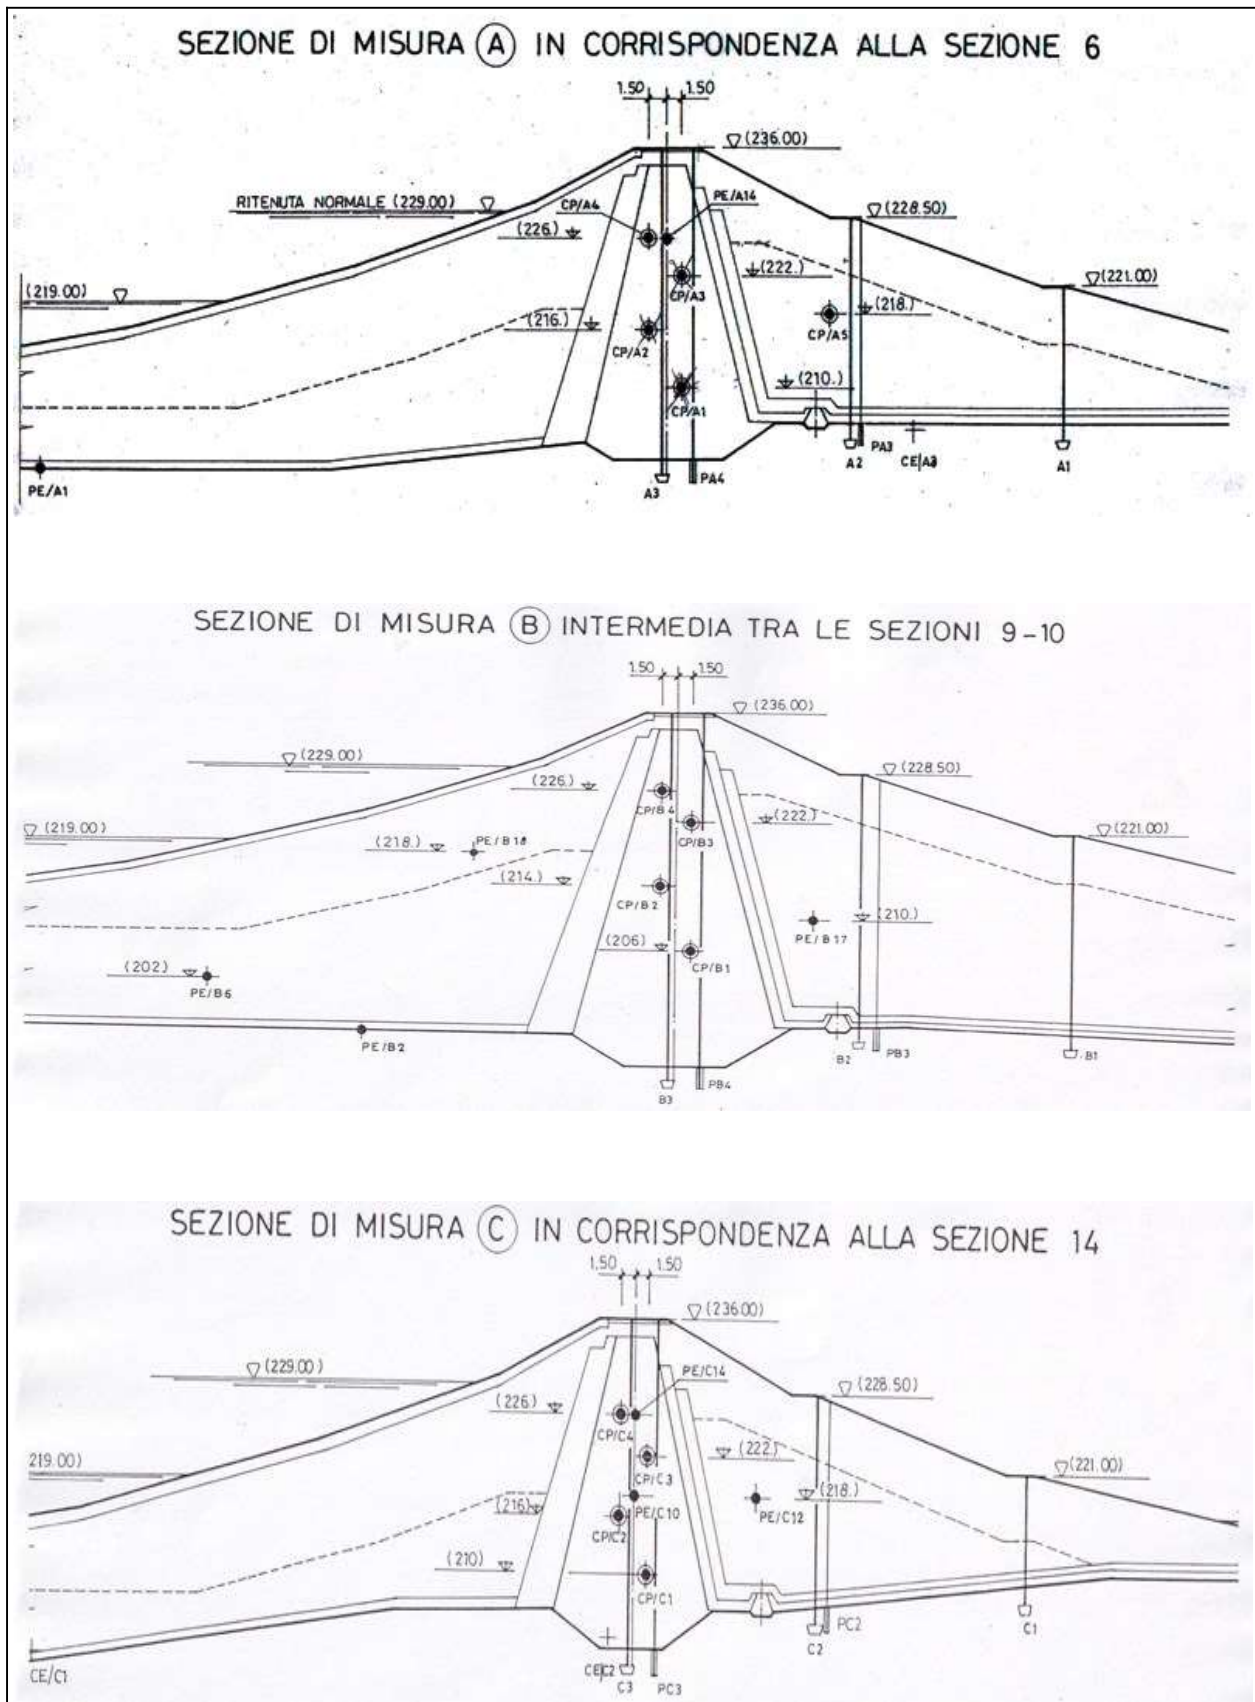 SEZIONE DI MISURA A IN CORRISPONDENZA ALLA SEZIONE 6
1.50 1.50
(236.00)
RITENUTA NORMALE (229.00)
CP/A4
PE/A14
(226.)
(228.50)
(222.)
CP/A3
(219.00)
(221.00)
(216.)
CP/A2
CP/A5
(218.)
(210.)
CP/A1
PE/A1
A3
PA4
A2
PA3
CE/A3
A1
SEZIONE DI MISURA B INTERMEDIA TRA LE SEZIONI 9-10
1.50 1.50
(236.00)
(229.00)
(226.)
CP/B4
(228.50)
(219.00)
(218.)
PE/B18
CP/B3
(222.)
(221.00)
(214.)
CP/B2
(210.)
PE/B17
(206)
CP/B1
(202)
PE/B6
PE/B2
B3
PB4
B2
PB3
B1
SEZIONE DI MISURA C IN CORRISPONDENZA ALLA SEZIONE 14
1.50 1.50
(236.00)
(229.00)
PE/C14
(228.50)
(226)
CP/C4
219.00)
CP/C3
(222.)
(221.00)
(216)
PE/C10
CP/C2
PE/C12
(218.)
(210)
CP/C1
CE/C1
CE/C2
C3
PC3
C2
PC2
C1